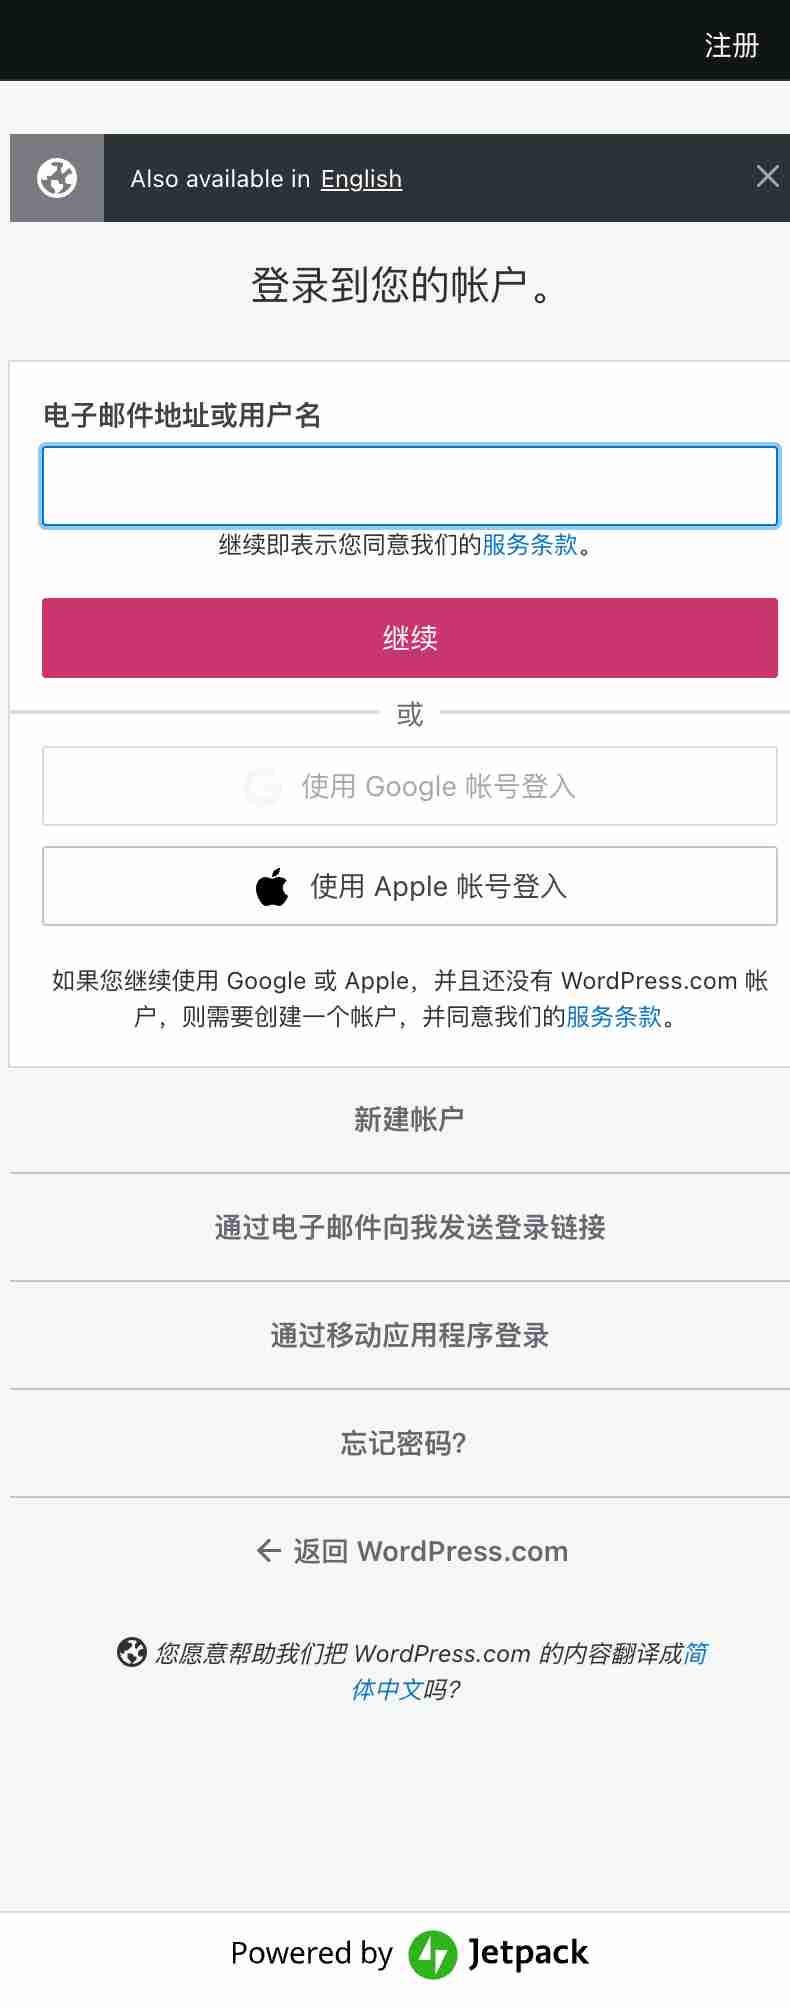 注册
Also available in English
登录到您的帐户。
电子邮件地址或用户名
继续即表示您同意我们的服务条款。
继续
或
使用 Google 帐号登入
使用 Apple 帐号登入
如果您继续使用 Google 或 Apple，并且还没有 WordPress.com 帐
户，则需要创建一个帐户，并同意我们的服务条款。
新建帐户
通过电子邮件向我发送登录链接
通过移动应用程序登录
忘记密码?
← 返回 WordPress.com
您愿意帮助我们把 WordPress.com 的内容翻译成简
体中文吗?
Powered by Jetpack